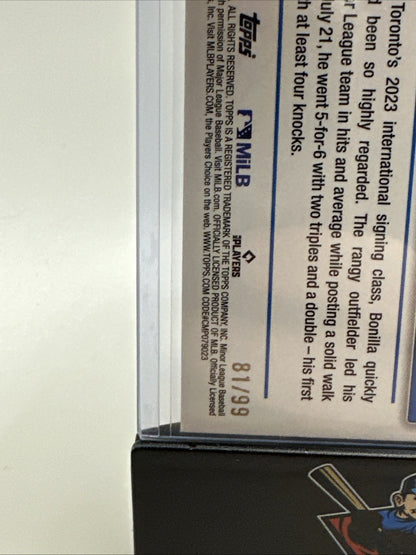 Toronto's 2023 international signing class, Bonilla quickly
been so highly regarded. The rangy outfielder led his
League team in hits and average while posting a solid walk
uly 21, he went 5-for-6 with two triples and a double – his first
at least four knocks.
topps MiLB PLAYERS 81/99
ALL RIGHTS RESERVED. TOPPS IS A REGISTERED TRADEMARK OF THE TOPPS COMPANY, INC. Minor League Baseball
permission of Major League Baseball. Visit MiLB.com. OFFICIALLY LICENSED PRODUCT OF MLB. Officially Licensed
Inc. Visit MLBPLAYERS.COM, the Players Choice on the web. WWW.TOPPS.COM CODE#CMP079023